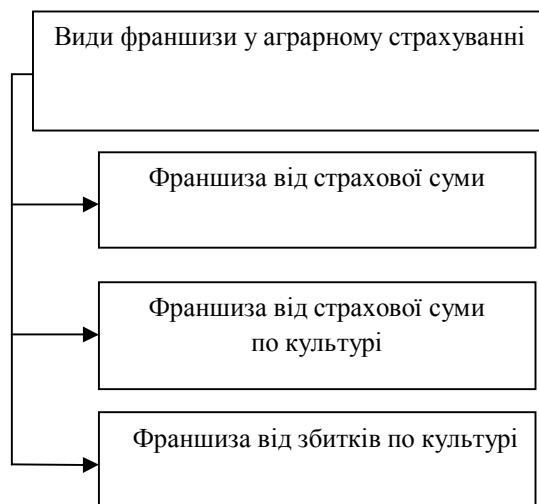 Види франшизи у аграрному страхуванні
Франшиза від страхової суми
Франшиза від страхової суми
по культурі
Франшиза від збитків по культурі